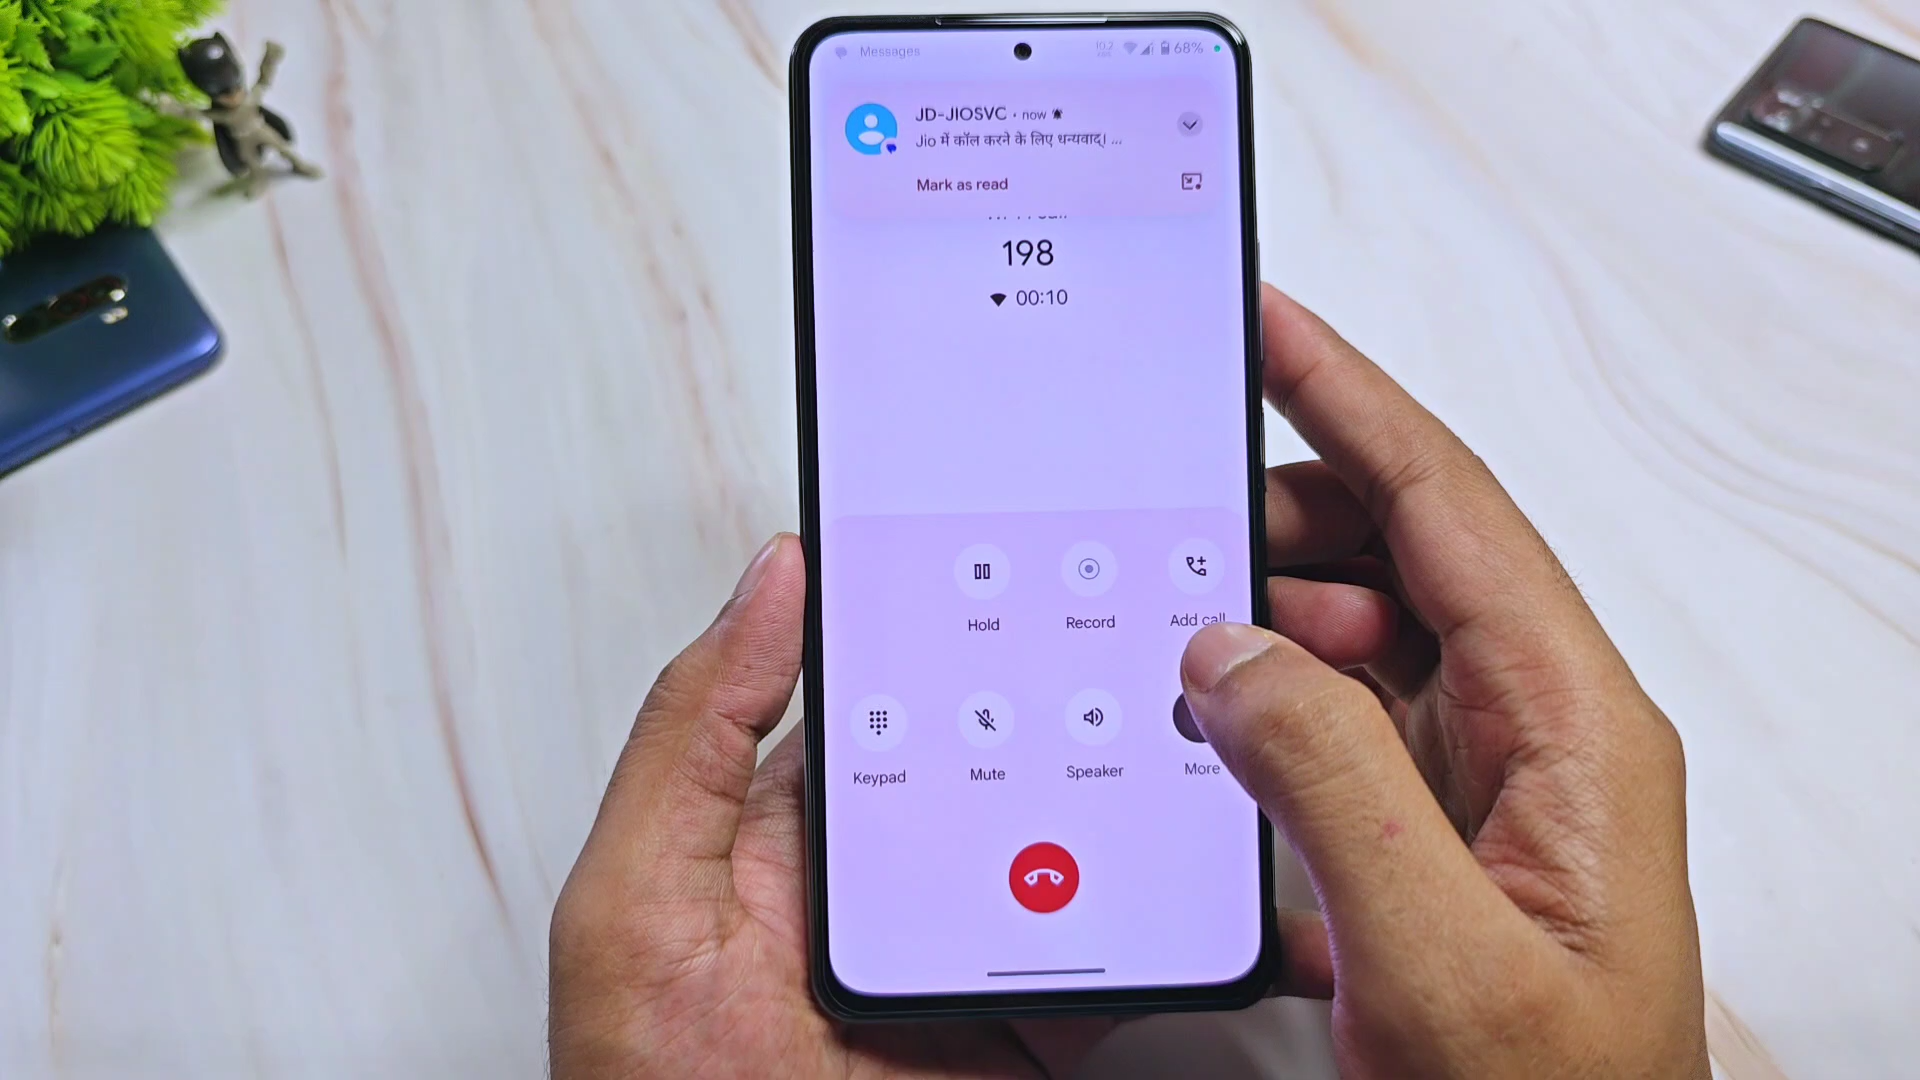 Messages
68%
JD-JIOSVC • now
Jio में कॉल करने के लिए धन्यवाद्। ...
Mark as read
198
00:10
Hold
Record
Add call
Keypad
Mute
Speaker
More